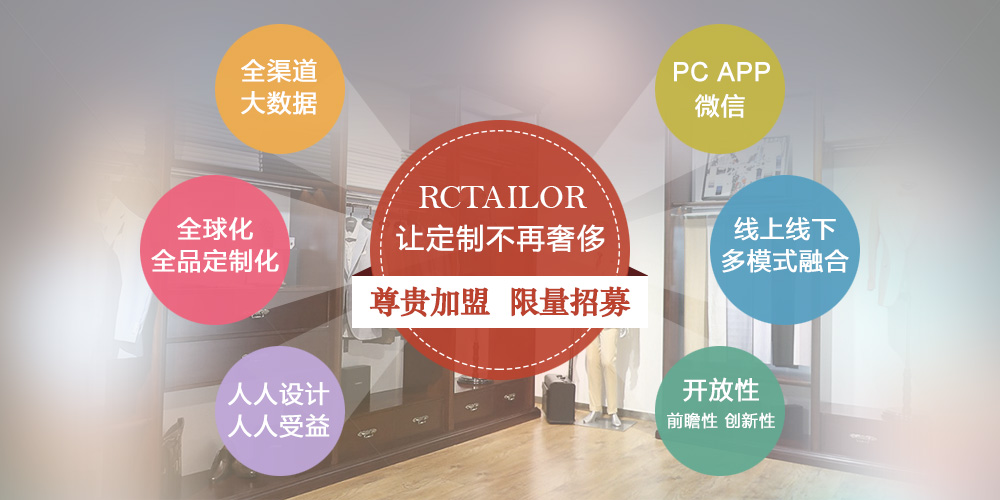 全渠道
大数据
PC APP
微信
RCTAILOR
让定制不再奢侈
尊贵加盟 限量招募
全球化
全品定制化
线上线下
多模式融合
人人设计
人人受益
开放性
前瞻性 创新性